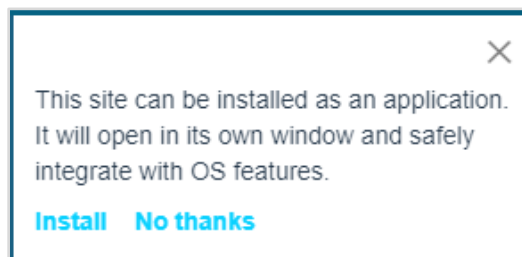 This site can be installed as an application.
It will open in its own window and safely
integrate with OS features.
Install No thanks